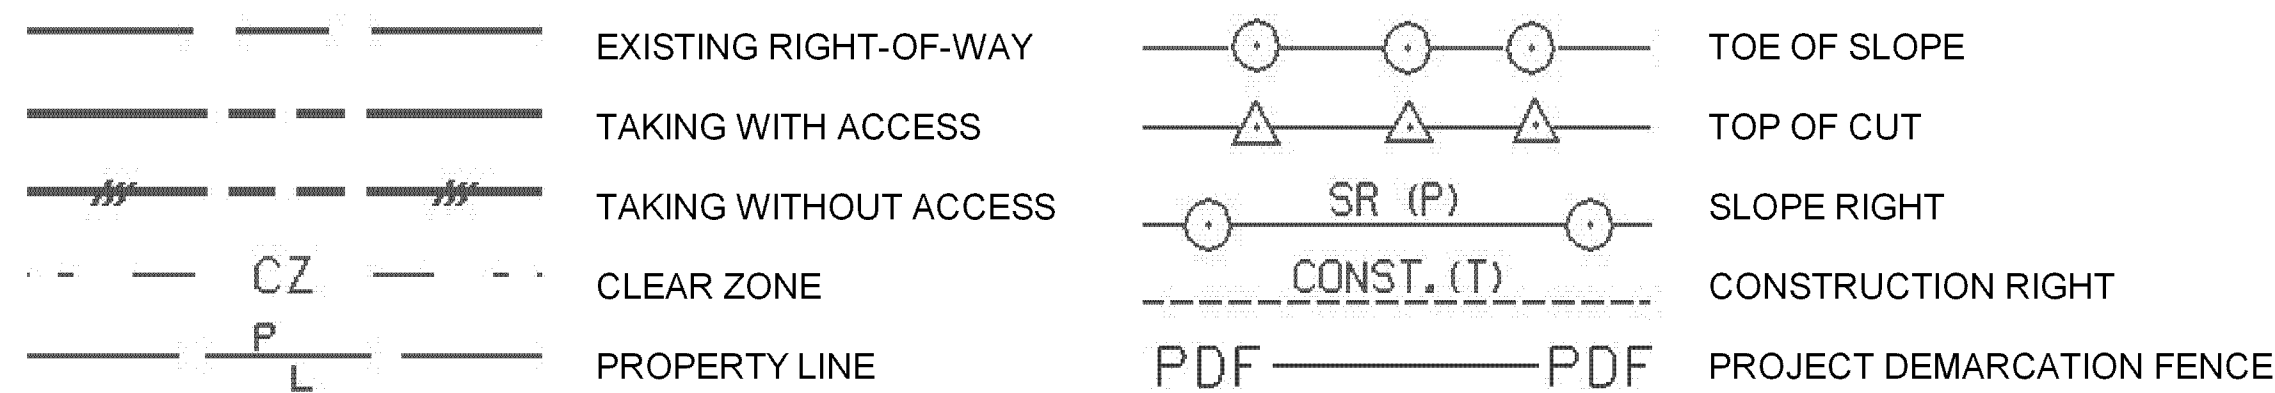 EXISTING RIGHT-OF-WAY
TAKING WITH ACCESS
TAKING WITHOUT ACCESS
CZ CLEAR ZONE
P
L PROPERTY LINE
TOE OF SLOPE
TOP OF CUT
SR (P) SLOPE RIGHT
CONST. (T) CONSTRUCTION RIGHT
PDF PDF PROJECT DEMARCATION FENCE